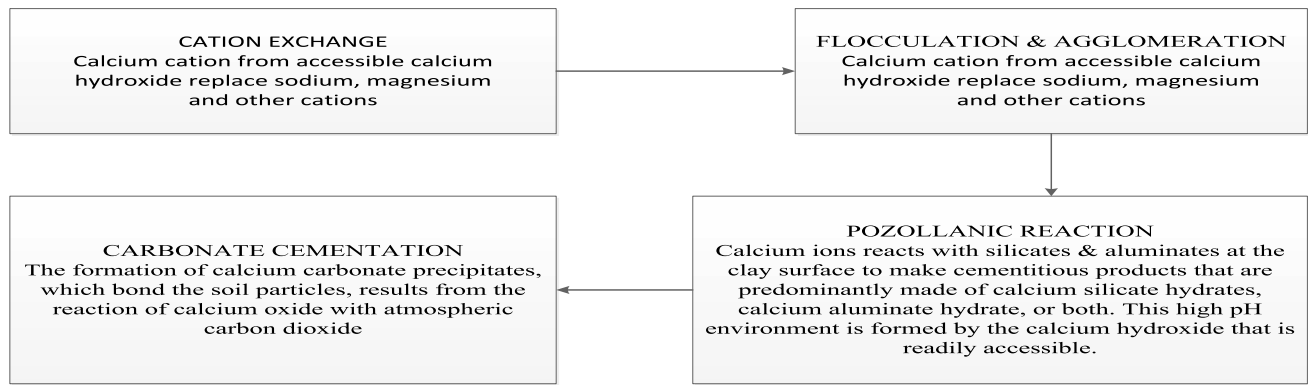 CATION EXCHANGE
Calcium cation from accessible calcium
hydroxide replace sodium, magnesium
and other cations
FLOCCULATION & AGGLOMERATION
Calcium cation from accessible calcium
hydroxide replace sodium, magnesium
and other cations
POZOLLANIC REACTION
Calcium ions reacts with silicates & aluminates at the
clay surface to make cementitious products that are
predominantly made of calcium silicate hydrates,
calcium aluminate hydrate, or both. This high pH
environment is formed by the calcium hydroxide that is
readily accessible.
CARBONATE CEMENTATION
The formation of calcium carbonate precipitates,
which bond the soil particles, results from the
reaction of calcium oxide with atmospheric
carbon dioxide